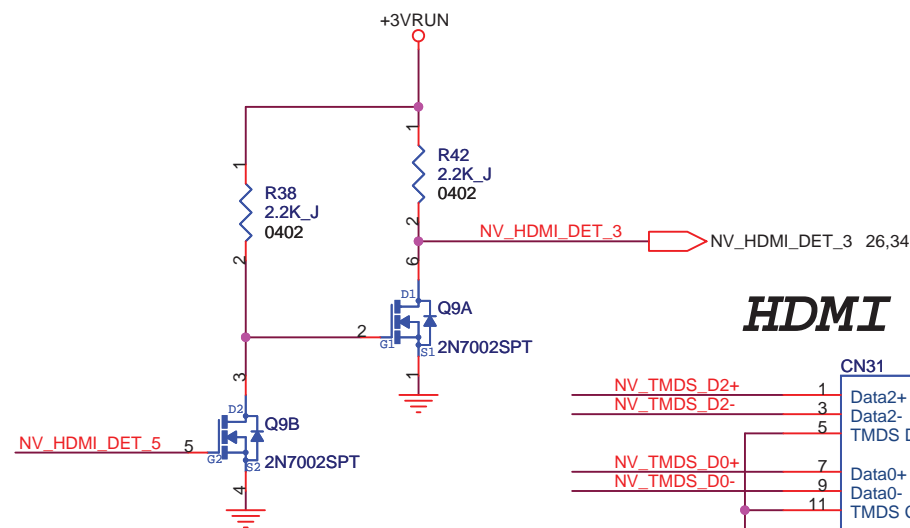 +3VRUN
1
R42
2.2K_J
0402
1
R38
2.2K_J
0402
2
NV_HDMI_DET_3
NV_HDMI_DET_3 26,34
2
6
D1
Q9A
2
G1
S1
2N7002SPT
1
HDMI
3
D2
Q9B
NV_HDMI_DET_5
5
G2
S2
2N7002SPT
4
CN31
NV_TMDS_D2+
1
Data2+
NV_TMDS_D2-
3
Data2-
5
TMDS D
NV_TMDS_D0+
7
Data0+
NV_TMDS_D0-
9
Data0-
11
TMDS